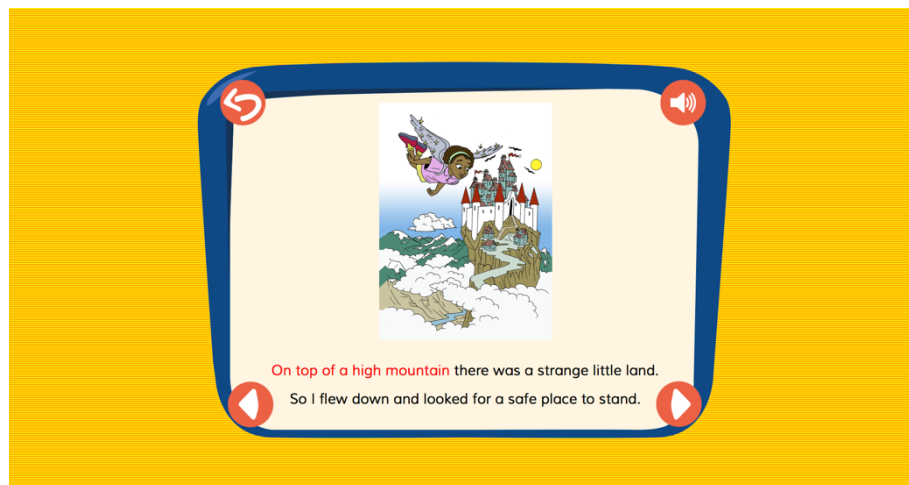 On top of a high mountain there was a strange little land.
So I flew down and looked for a safe place to stand.